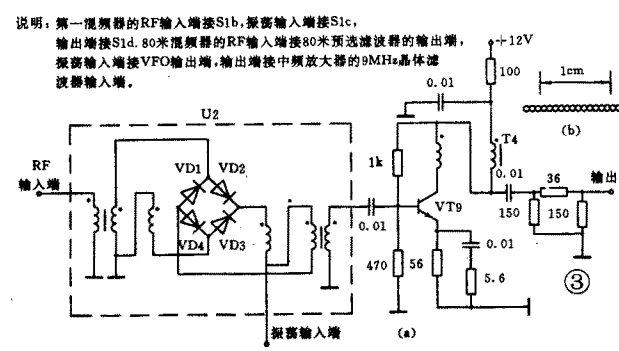 说明：第一混频器的RF输入端接S1b，振荡输入端接S1c，
输出端接S1d．80米混频器的RF输入端接80米预选滤波器的输出端，
振荡输入端接VFO输出端，输出端接中频放大器的9MHz晶体滤
波器输入端。
+12V
100
1cm
0.01
(b)
U2
T4
RF
输入端
VD1
VD2
1k
0.01
36
输出
VT9
150
150
VD4
VD3
0.01
0.01
470
56
5.6
③
振荡输入端
(a)